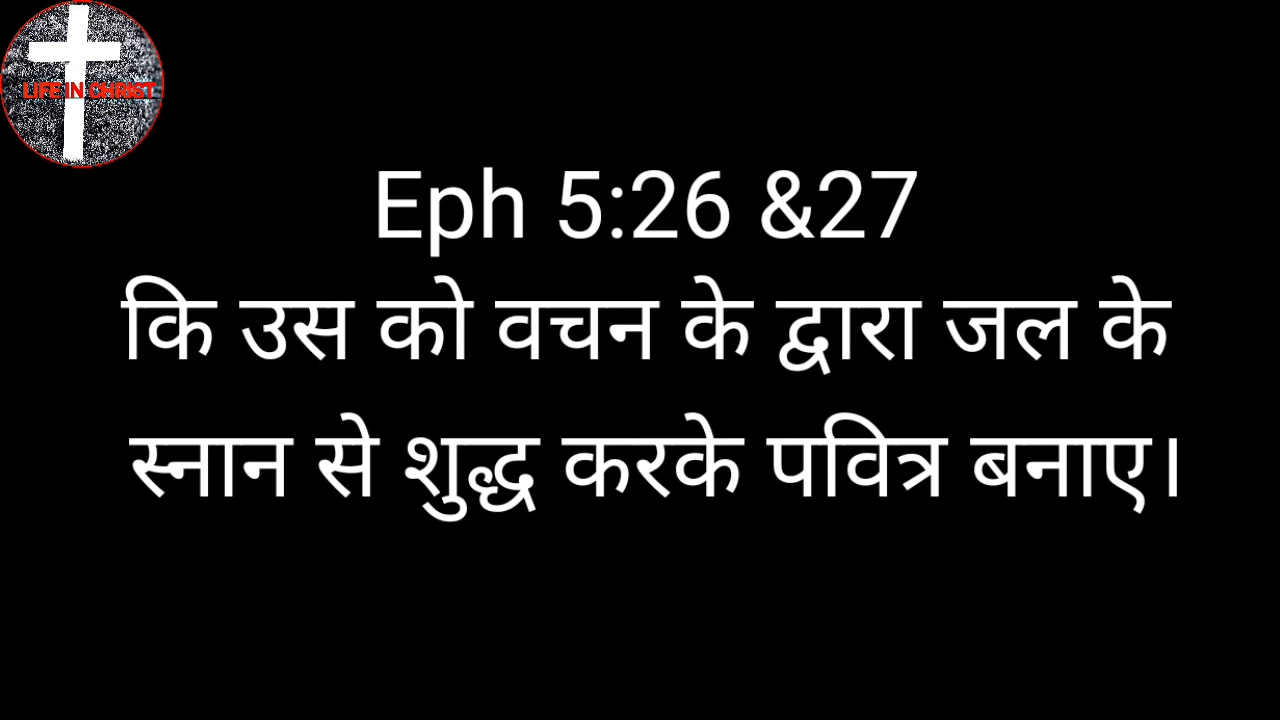 LIFE IN CHRIST
Eph 5:26 &27
कि उस को वचन के द्वारा जल के
स्नान से शुद्ध करके पवित्र बनाए।